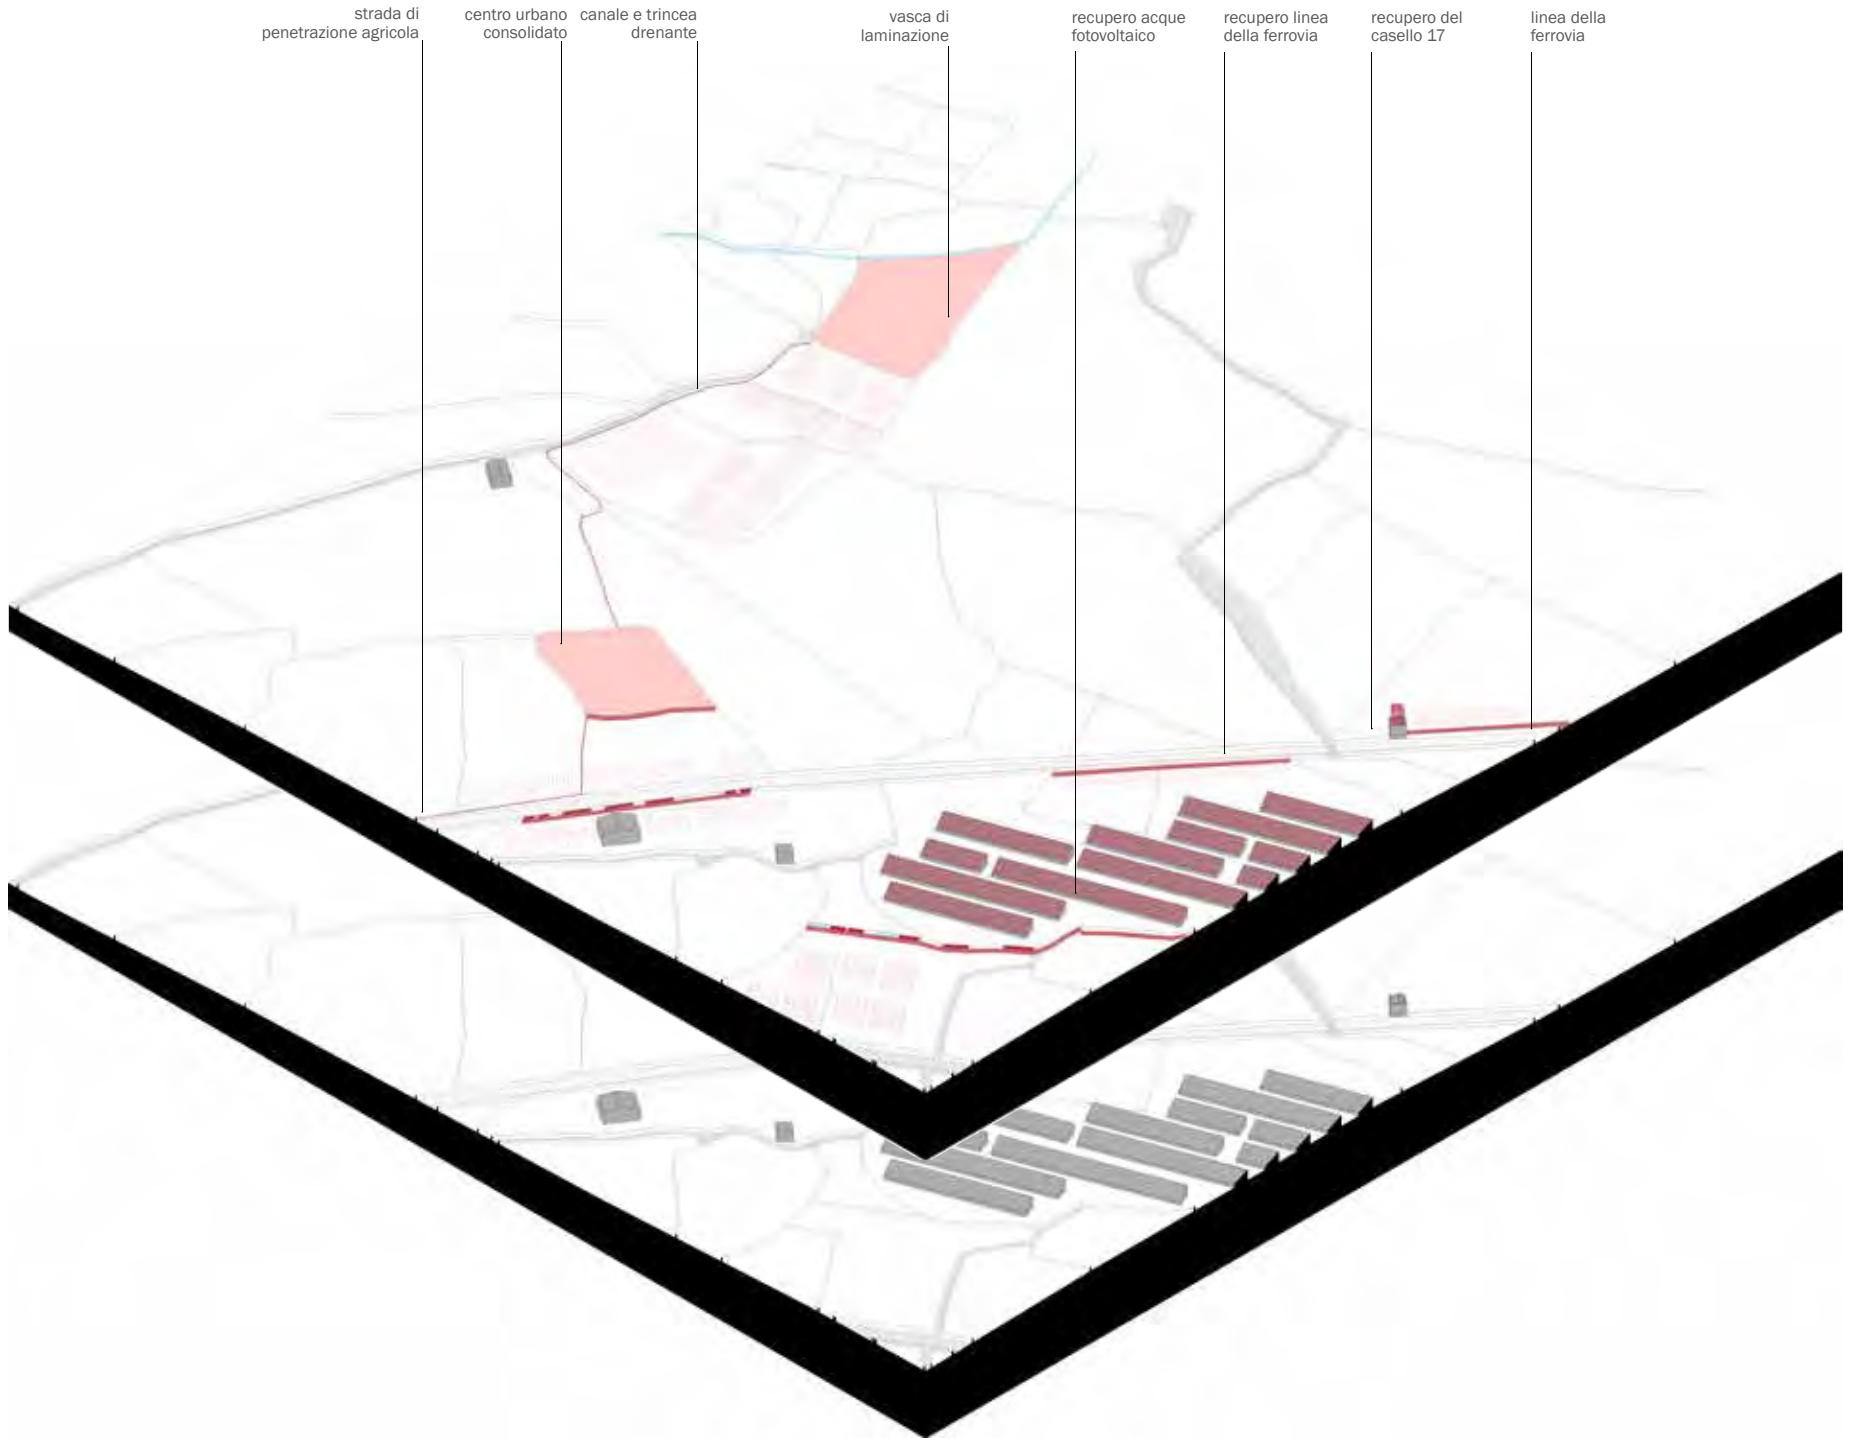 strada di
penetrazione agricola
centro urbano
consolidato
canale e trincea
drenante
vasca di
laminazione
recupero acque
fotovoltaico
recupero linea
della ferrovia
recupero del
casello 17
linea della
ferrovia